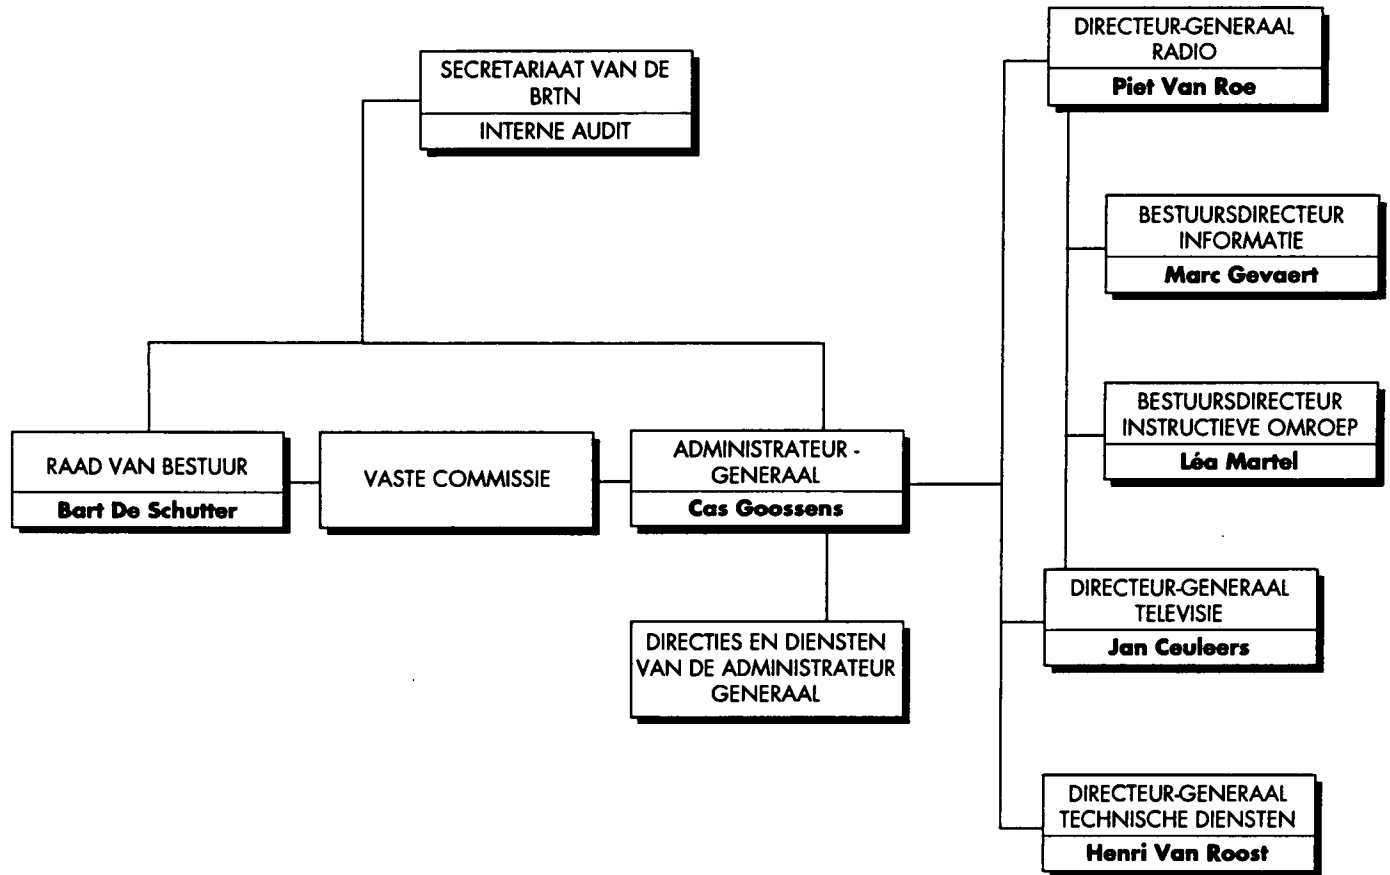 SECRETARIAAT VAN DE
BRTN
INTERNE AUDIT
RAAD VAN BESTUUR
Bart De Schutter
VASTE COMMISSIE
ADMINISTRATEUR -
GENERAAL
Cas Goossens
DIRECTIES EN DIENSTEN
VAN DE ADMINISTRATEUR
GENERAAL
DIRECTEUR-GENERAAL
RADIO
Piet Van Roe
BESTUURSDIRECTEUR
INFORMATIE
Marc Gevaert
BESTUURSDIRECTEUR
INSTRUCTIEVE OMROEP
Léa Martel
DIRECTEUR-GENERAAL
TELEVISIE
Jan Ceuleers
DIRECTEUR-GENERAAL
TECHNISCHE DIENSTEN
Henri Van Roost